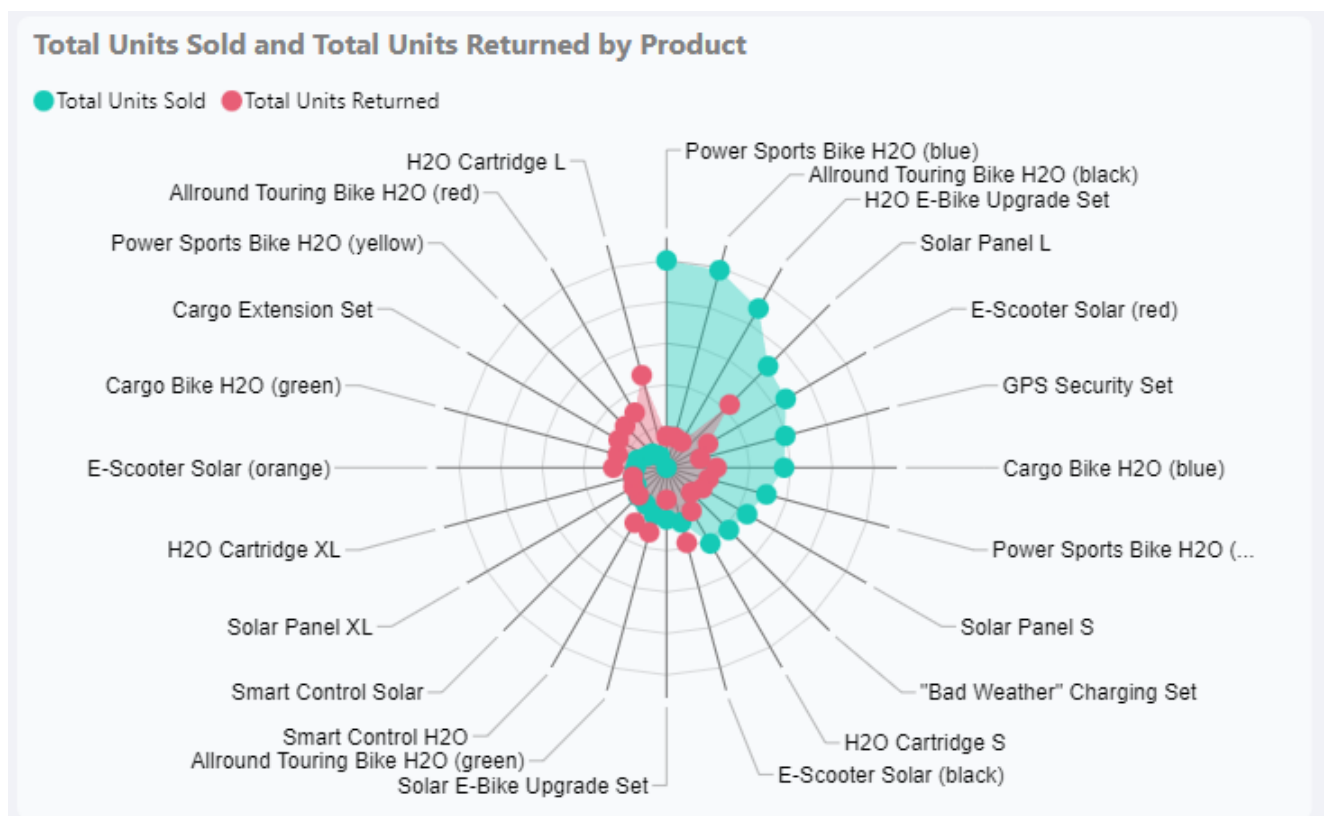 Total Units Sold and Total Units Returned by Product
Total Units Sold Total Units Returned
Power Sports Bike H2O (blue)
Allround Touring Bike H2O (black)
H2O E-Bike Upgrade Set
Solar Panel L
E-Scooter Solar (red)
GPS Security Set
Cargo Bike H2O (blue)
Power Sports Bike H2O (...
Solar Panel S
"Bad Weather" Charging Set
H2O Cartridge S
E-Scooter Solar (black)
Solar E-Bike Upgrade Set
Allround Touring Bike H2O (green)
Smart Control H2O
Smart Control Solar
Solar Panel XL
H2O Cartridge XL
E-Scooter Solar (orange)
Cargo Bike H2O (green)
Cargo Extension Set
Power Sports Bike H2O (yellow)
Allround Touring Bike H2O (red)
H2O Cartridge L